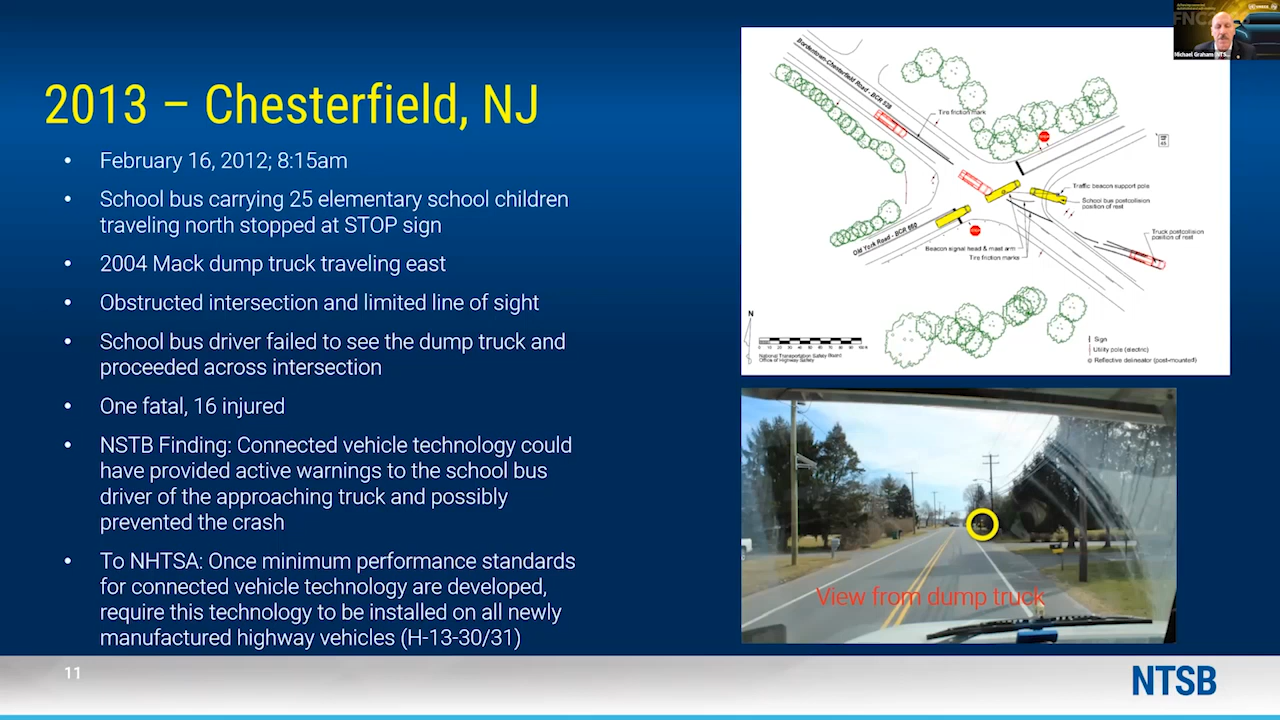 2013 – Chesterfield, NJ
• February 16, 2012; 8:15am
• School bus carrying 25 elementary school children
traveling north stopped at STOP sign
• 2004 Mack dump truck traveling east
• Obstructed intersection and limited line of sight
• School bus driver failed to see the dump truck and
proceeded across intersection
• One fatal, 16 injured
• NSTB Finding: Connected vehicle technology could
have provided active warnings to the school bus
driver of the approaching truck and possibly
prevented the crash
• To NHTSA: Once minimum performance standards
for connected vehicle technology are developed,
require this technology to be installed on all newly
manufactured highway vehicles (H-13-30/31)
11
Bordentown-Chesterfield Road - BCR 528
Tire friction mark
Traffic beacon support pole
School bus postcollision
position of rest
Truck postcollision
position of rest
Old York Road - BCR 660
Beacon signal head & mast arm
Tire friction marks
N
National Transportation Safety Board
Office of Highway Safety
Sign
Utility pole (electric)
Reflective delineator (post-mounted)
View from dump truck
NTSB
Michael Graham